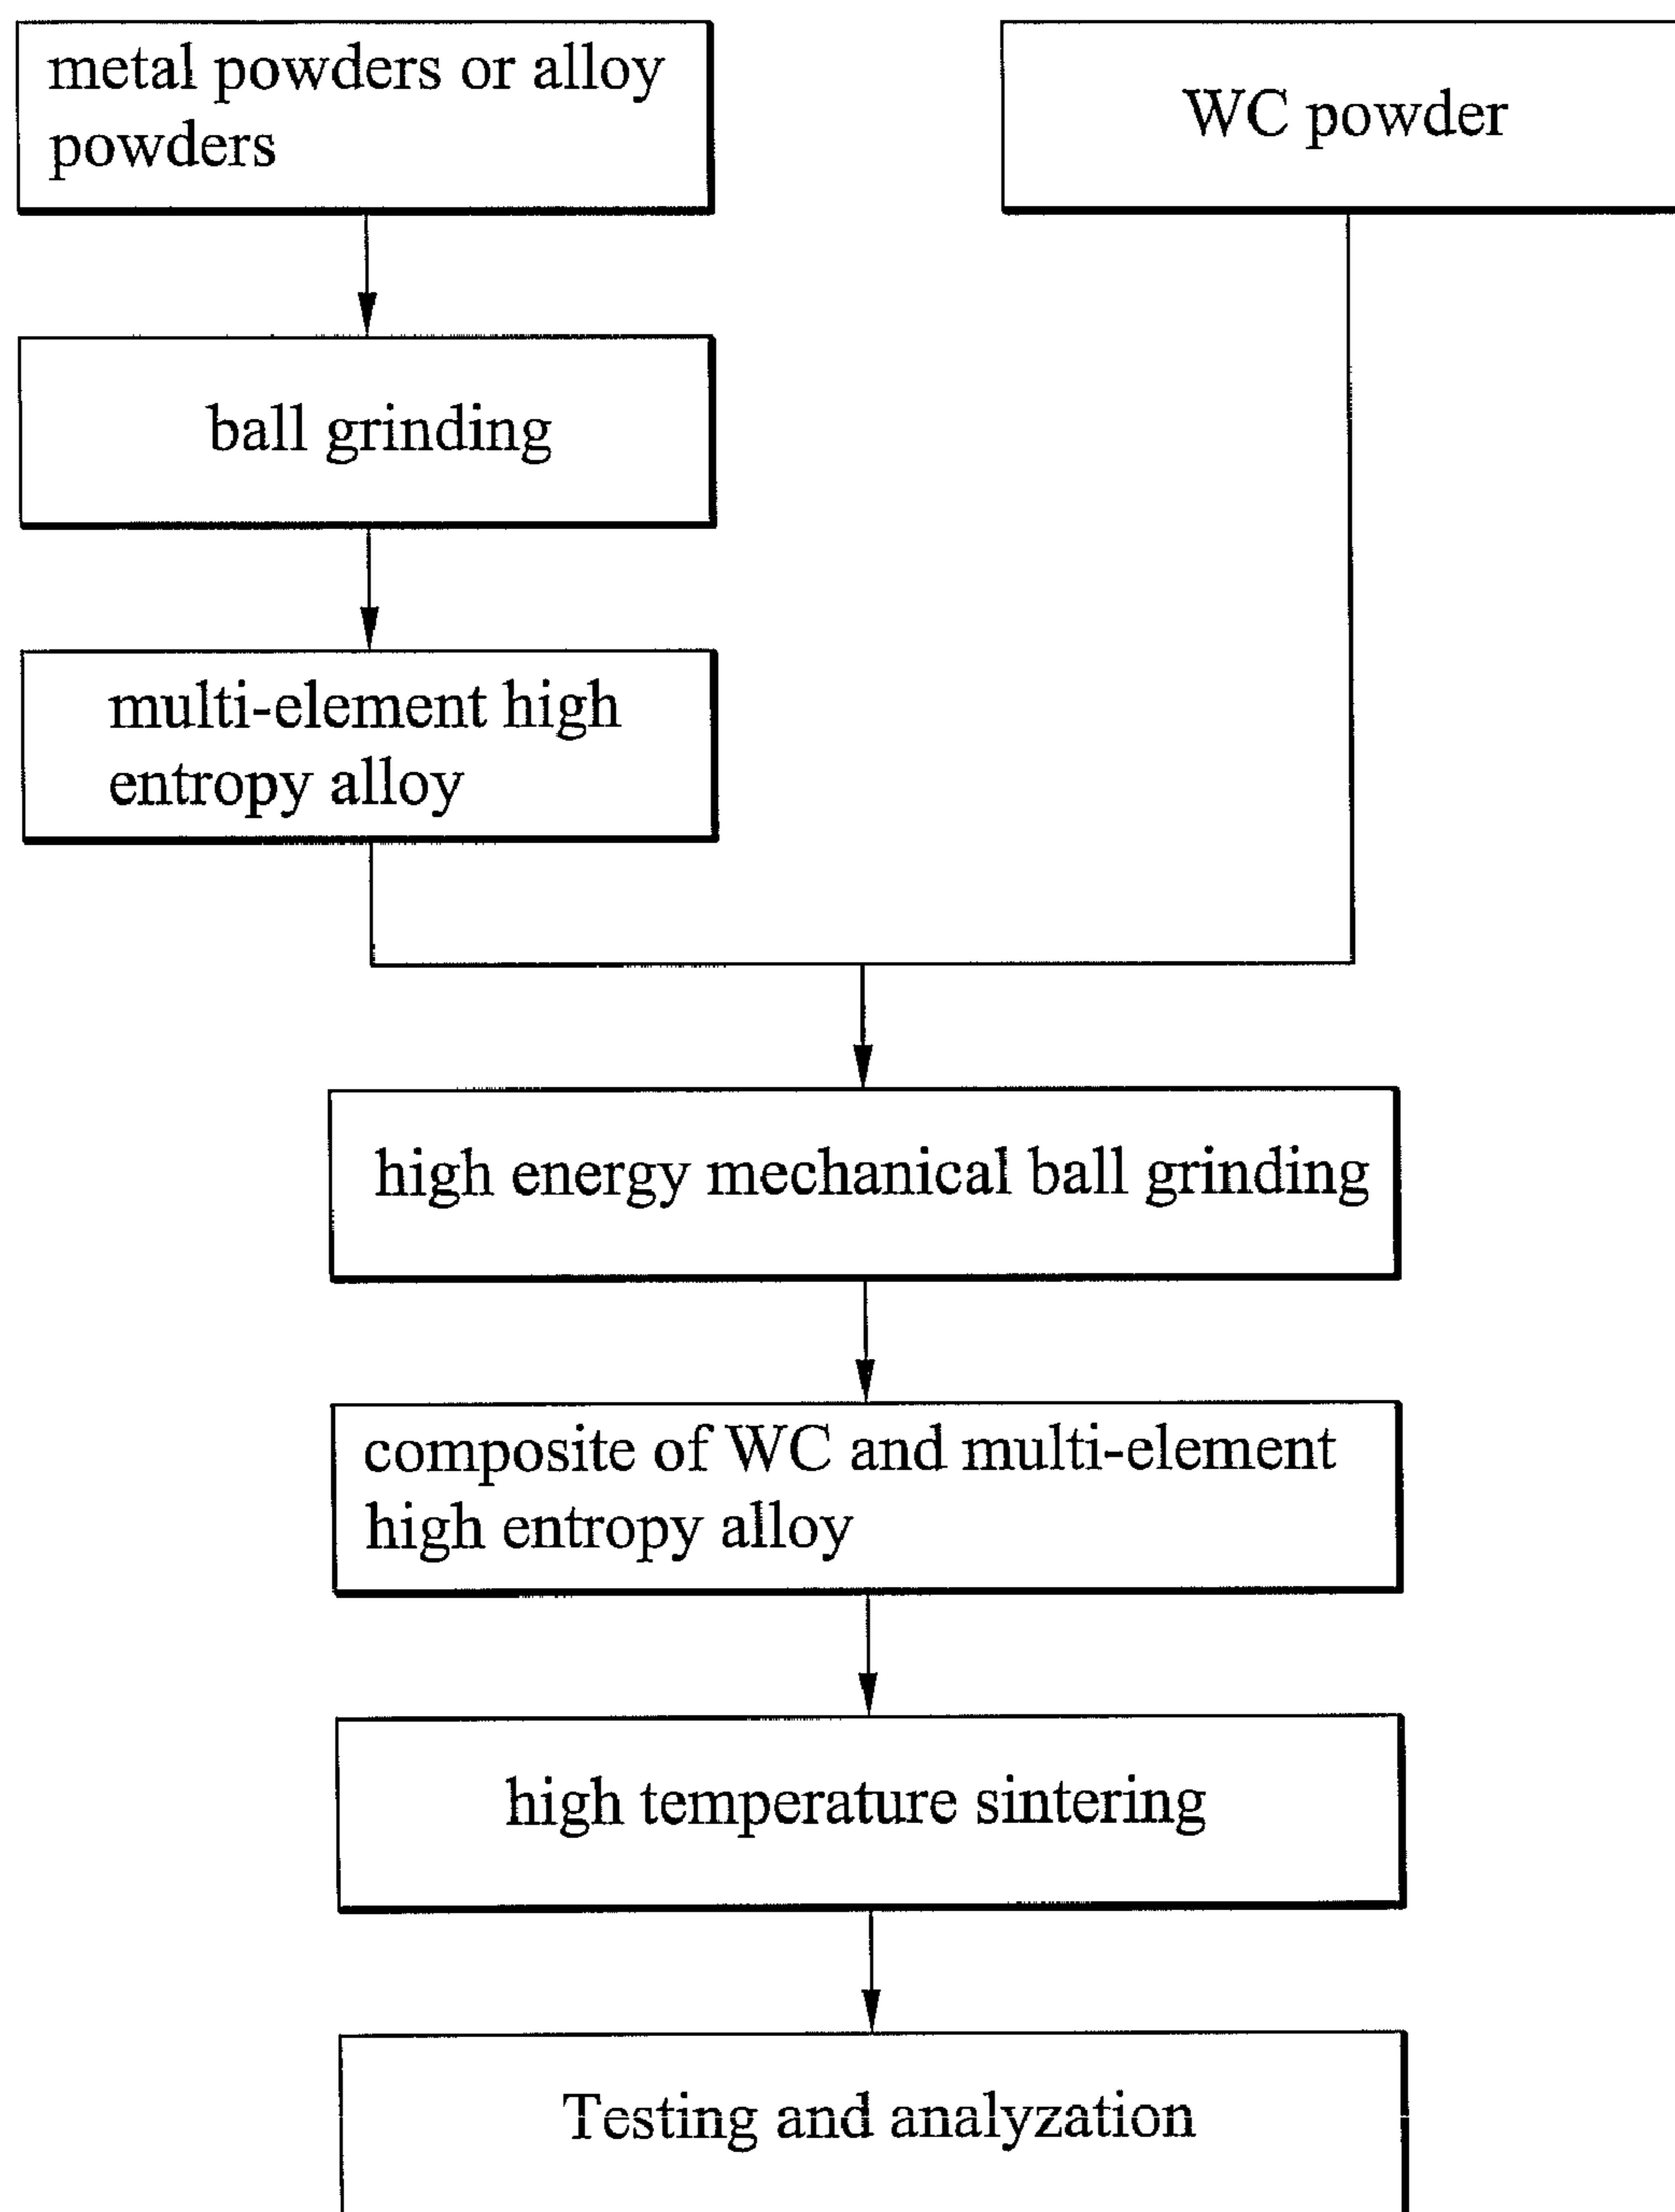 metal powders or alloy
powders
WC powder
ball grinding
multi-element high
entropy alloy
high energy mechanical ball grinding
composite of WC and multi-element
high entropy alloy
high temperature sintering
Testing and analyzation